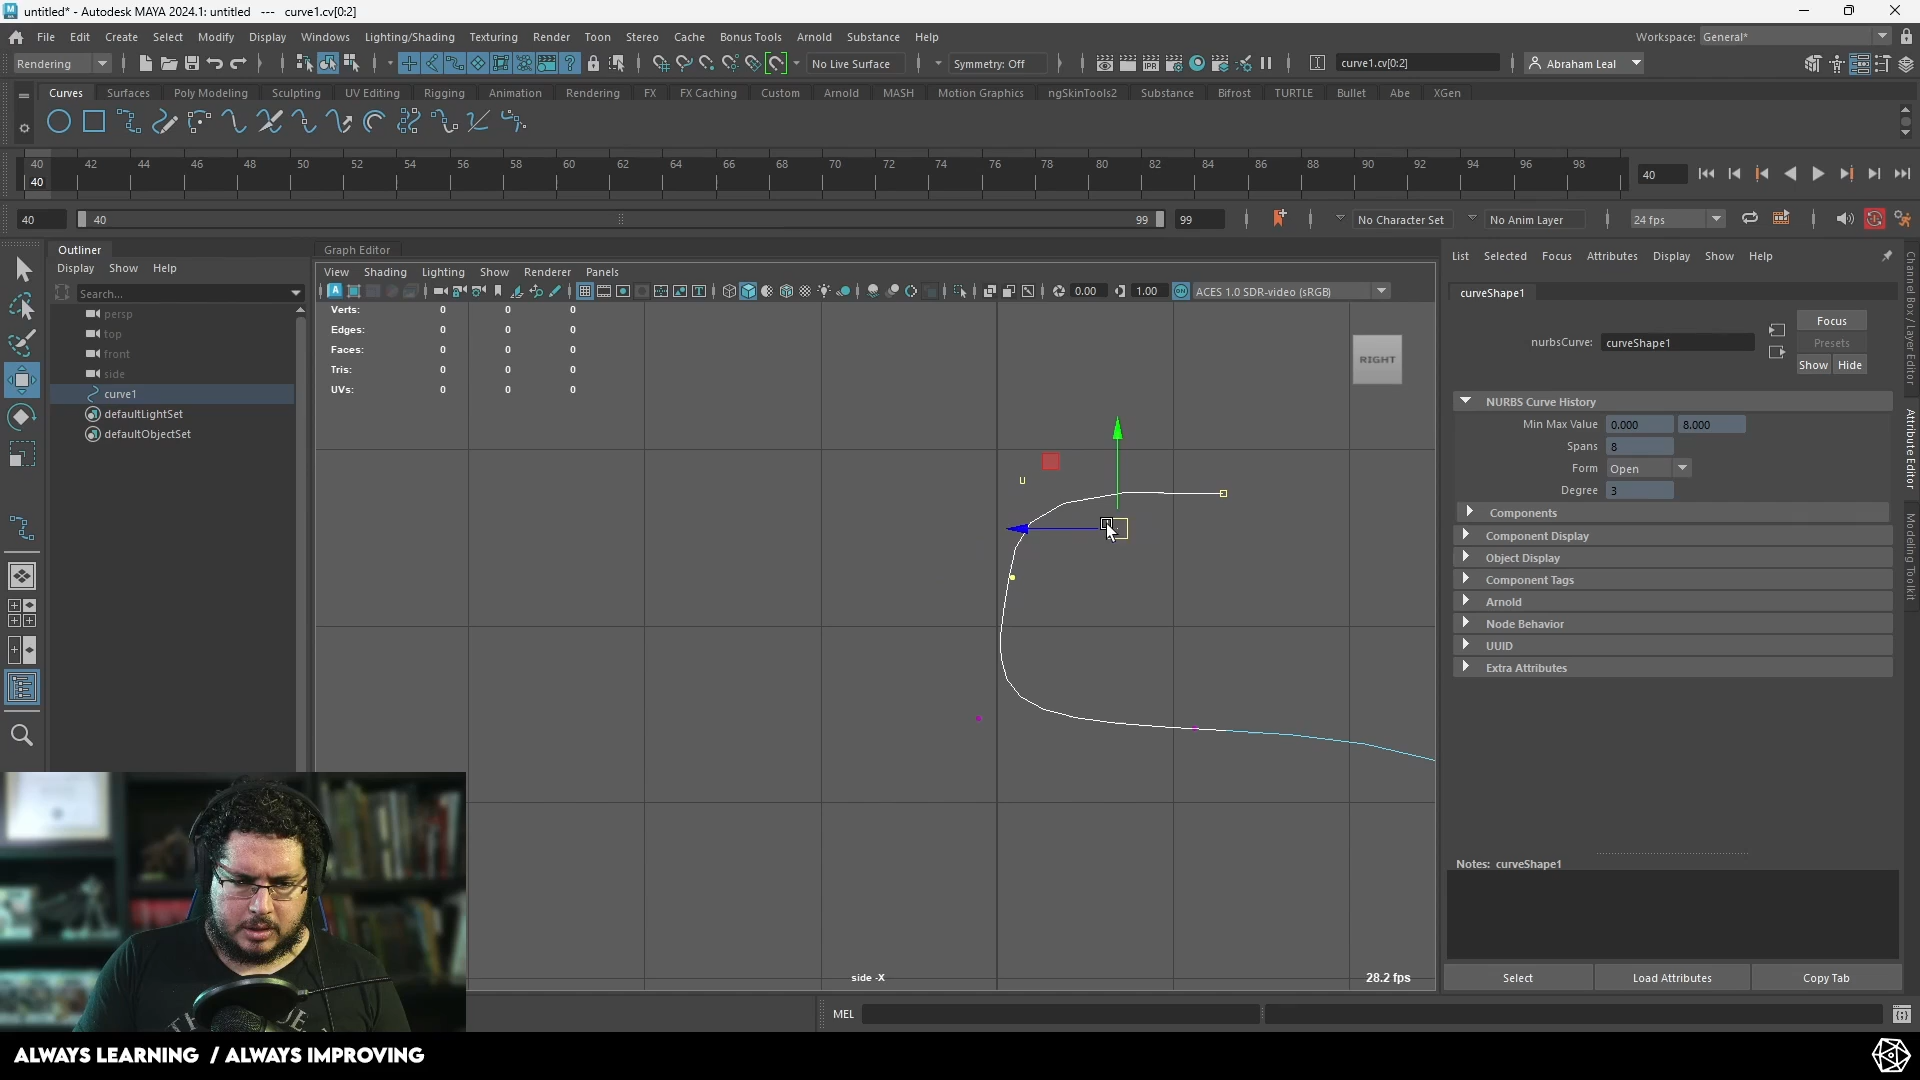 untitled* - Autodesk MAYA 2024.1: untitled   ---   curve1.cv[0:2]
File Edit Create Select Modify Display Windows Lighting/Shading Texturing Render Toon Stereo Cache Bonus Tools Arnold Substance Help Workspace: General*
Rendering No Live Surface Symmetry: Off curve1.cv[0:2] Abraham Leal
Curves Surfaces Poly Modeling Sculpting UV Editing Rigging Animation Rendering FX FX Caching Custom Arnold MASH Motion Graphics ngSkinTools2 Substance Bifrost TURTLE Bullet Abe XGen
40 42 44 46 48 50 52 54 56 58 60 62 64 66 68 70 72 74 76 78 80 82 84 86 88 90 92 94 96 98
40 40
40 40 99 99 No Character Set No Anim Layer 24 fps
Outliner
Display Show Help
Search...
persp
top
front
side
curve1
defaultLightSet
defaultObjectSet
Graph Editor
View Shading Lighting Show Renderer Panels
0.00 1.00 ACES 1.0 SDR-video (sRGB)
Verts: 0 0 0
Edges: 0 0 0
Faces: 0 0 0
Tris: 0 0 0
UVs: 0 0 0
RIGHT
U
side -X
28.2 fps
List Selected Focus Attributes Display Show Help
curveShape1
nurbsCurve: curveShape1
Focus
Presets
Show Hide
NURBS Curve History
Min Max Value 0.000 8.000
Spans 8
Form Open
Degree 3
Components
Component Display
Object Display
Component Tags
Arnold
Node Behavior
UUID
Extra Attributes
Notes: curveShape1
Select Load Attributes Copy Tab
Channel Box / Layer Editor
Attribute Editor
Modeling Toolkit
MEL
ALWAYS LEARNING / ALWAYS IMPROVING